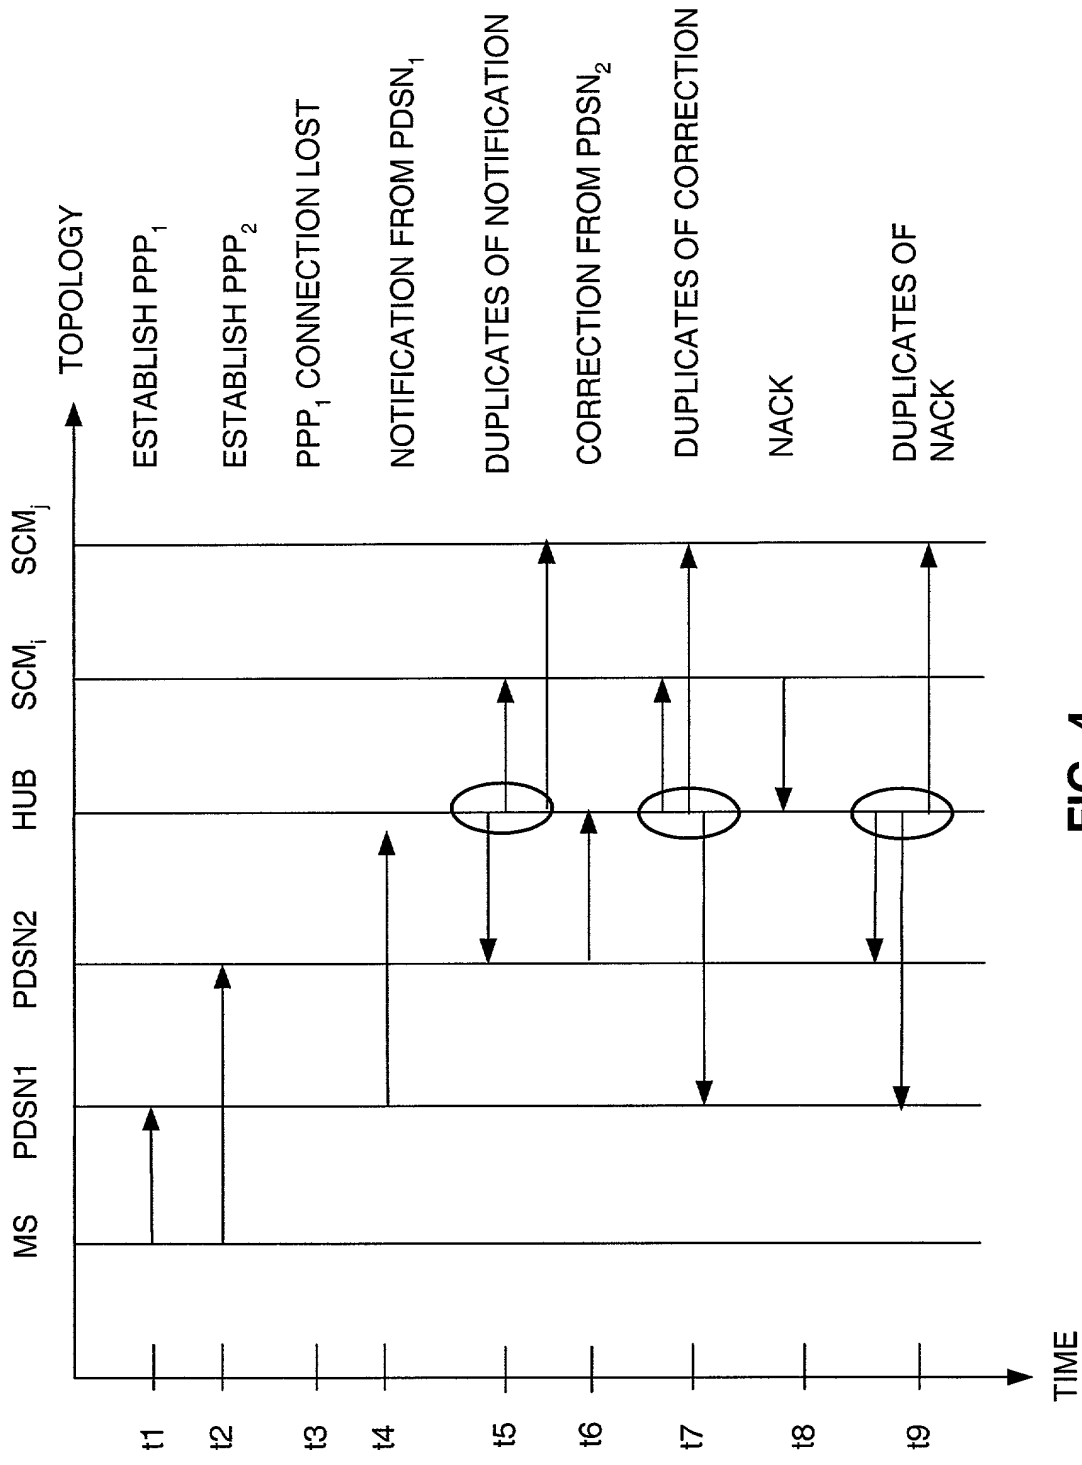 TOPOLOGY
MS
PDSN1
PDSN2
HUB
SCMi
SCMj
t1
ESTABLISH PPP1
t2
ESTABLISH PPP2
t3
PPP1 CONNECTION LOST
t4
NOTIFICATION FROM PDSN1
t5
DUPLICATES OF NOTIFICATION
t6
CORRECTION FROM PDSN2
t7
DUPLICATES OF CORRECTION
t8
NACK
t9
DUPLICATES OF
NACK
TIME